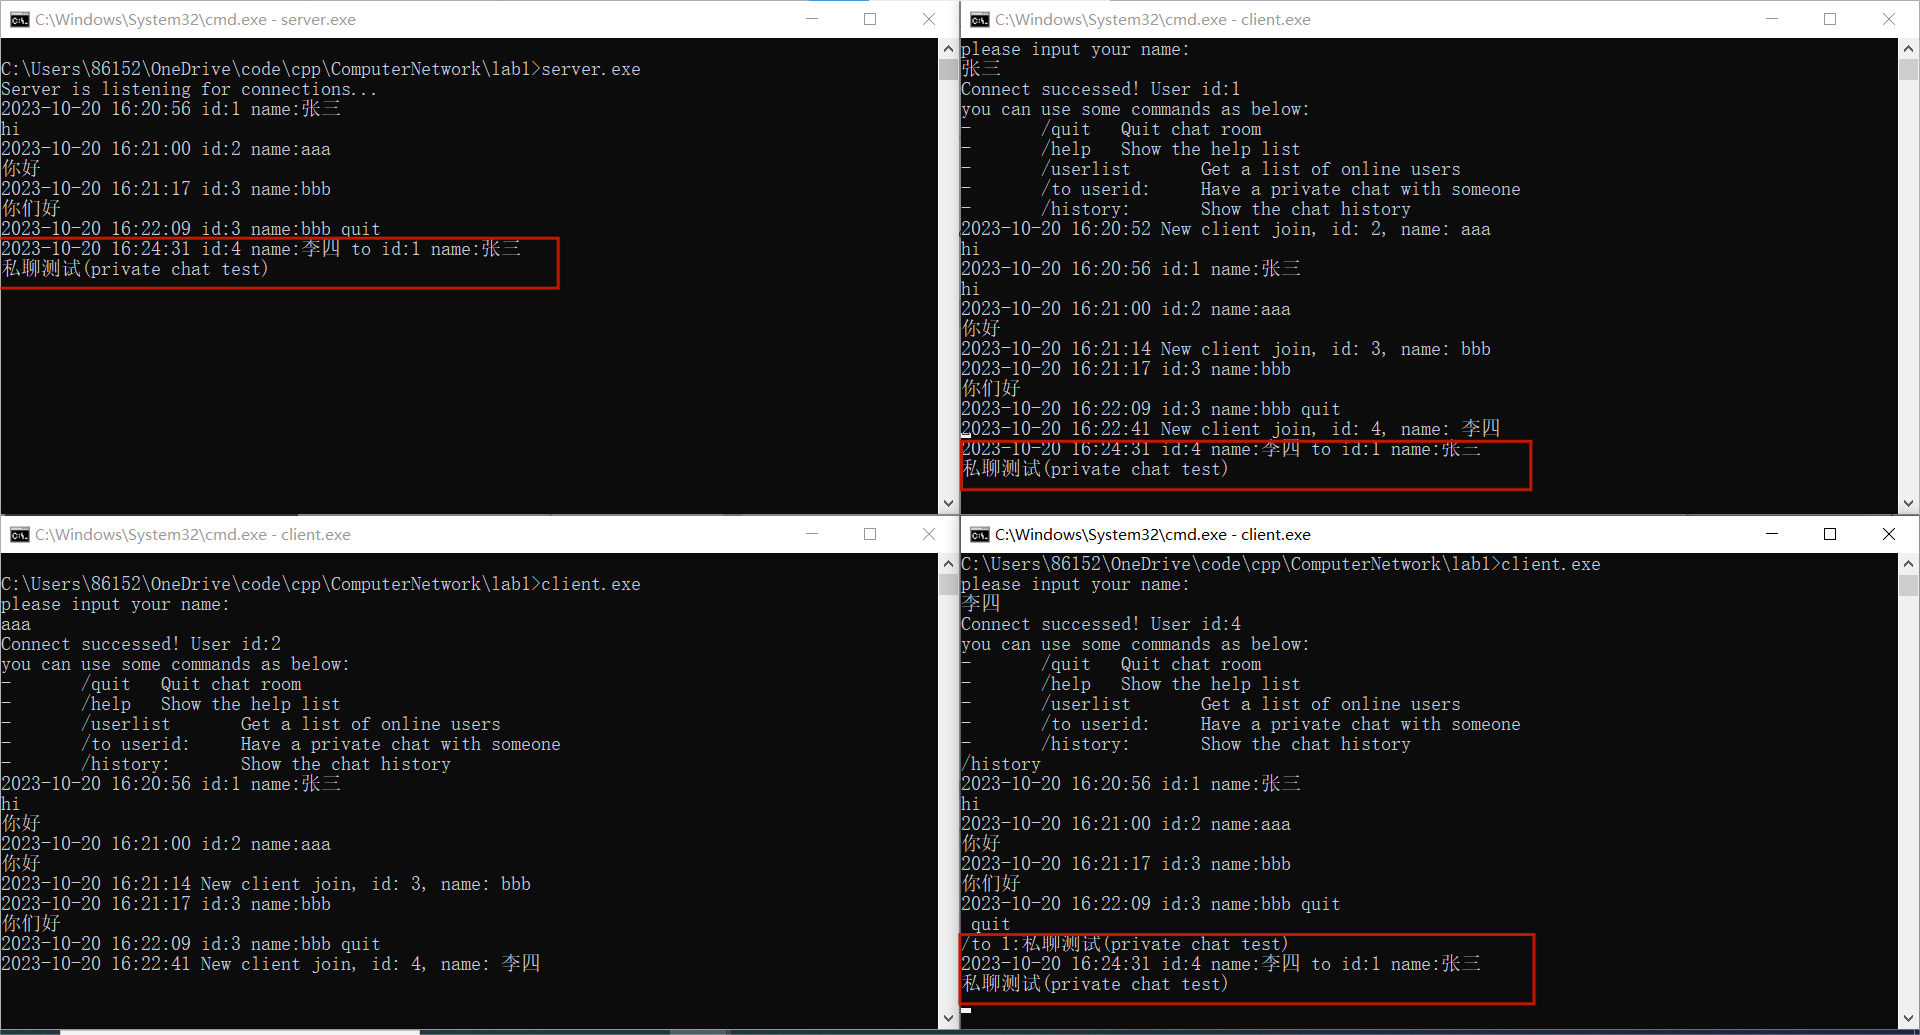 C:\Windows\System32\cmd.exe - server.exe
C:\Users\86152\OneDrive\code\cpp\ComputerNetwork\lab1>server.exe
Server is listening for connections...
2023-10-20 16:20:56 id:1 name:张三
hi
2023-10-20 16:21:00 id:2 name:aaa
你好
2023-10-20 16:21:17 id:3 name:bbb
你们好
2023-10-20 16:22:09 id:3 name:bbb quit
2023-10-20 16:24:31 id:4 name:李四 to id:1 name:张三
私聊测试(private chat test)
C:\Windows\System32\cmd.exe - client.exe
please input your name:
张三
Connect successed! User id:1
you can use some commands as below:
- /quit Quit chat room
- /help Show the help list
- /userlist Get a list of online users
- /to userid: Have a private chat with someone
- /history: Show the chat history
2023-10-20 16:20:52 New client join, id: 2, name: aaa
hi
2023-10-20 16:20:56 id:1 name:张三
hi
2023-10-20 16:21:00 id:2 name:aaa
你好
2023-10-20 16:21:14 New client join, id: 3, name: bbb
2023-10-20 16:21:17 id:3 name:bbb
你们好
2023-10-20 16:22:09 id:3 name:bbb quit
2023-10-20 16:22:41 New client join, id: 4, name: 李四
2023-10-20 16:24:31 id:4 name:李四 to id:1 name:张三
私聊测试(private chat test)
C:\Windows\System32\cmd.exe - client.exe
C:\Users\86152\OneDrive\code\cpp\ComputerNetwork\lab1>client.exe
please input your name:
aaa
Connect successed! User id:2
you can use some commands as below:
- /quit Quit chat room
- /help Show the help list
- /userlist Get a list of online users
- /to userid: Have a private chat with someone
- /history: Show the chat history
2023-10-20 16:20:56 id:1 name:张三
hi
你好
2023-10-20 16:21:00 id:2 name:aaa
你好
2023-10-20 16:21:14 New client join, id: 3, name: bbb
2023-10-20 16:21:17 id:3 name:bbb
你们好
2023-10-20 16:22:09 id:3 name:bbb quit
2023-10-20 16:22:41 New client join, id: 4, name: 李四
C:\Windows\System32\cmd.exe - client.exe
C:\Users\86152\OneDrive\code\cpp\ComputerNetwork\lab1>client.exe
please input your name:
李四
Connect successed! User id:4
you can use some commands as below:
- /quit Quit chat room
- /help Show the help list
- /userlist Get a list of online users
- /to userid: Have a private chat with someone
- /history: Show the chat history
/history
2023-10-20 16:20:56 id:1 name:张三
hi
2023-10-20 16:21:00 id:2 name:aaa
你好
2023-10-20 16:21:17 id:3 name:bbb
你们好
2023-10-20 16:22:09 id:3 name:bbb quit
quit
/to 1:私聊测试(private chat test)
2023-10-20 16:24:31 id:4 name:李四 to id:1 name:张三
私聊测试(private chat test)